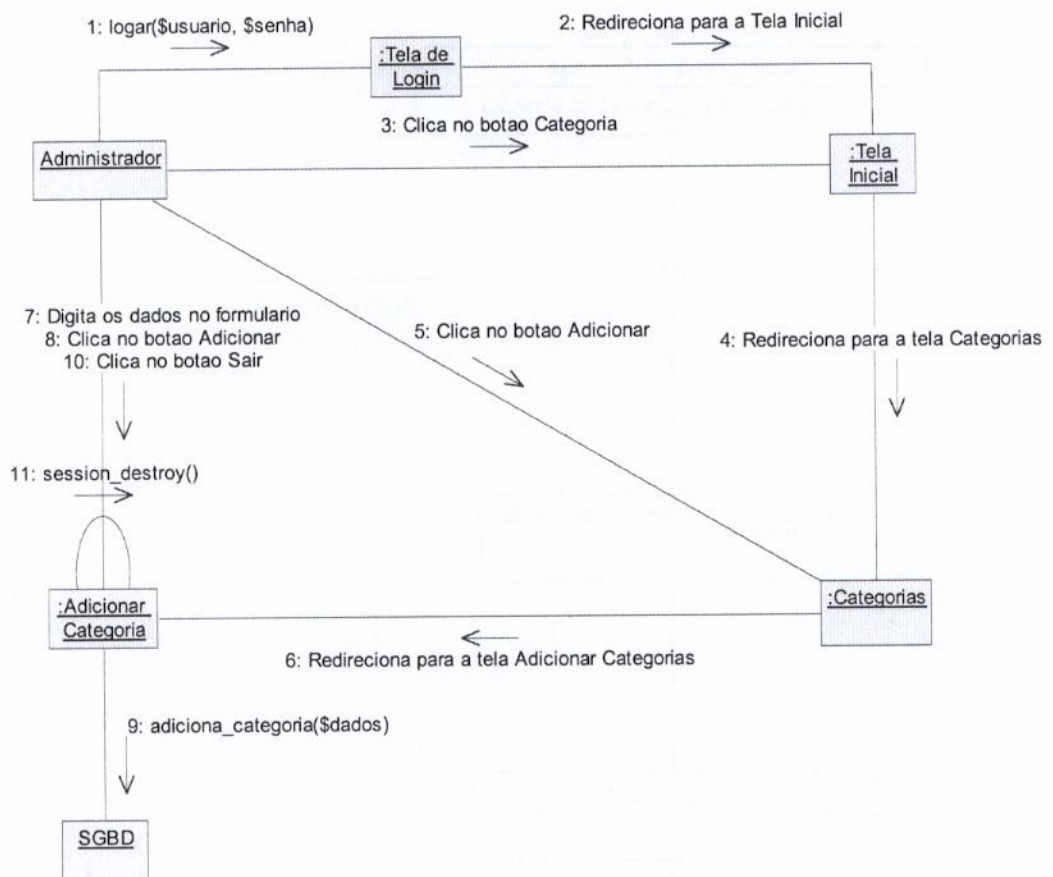 1: logar($usuario, $senha)
2: Redireciona para a Tela Inicial
:Tela de
Login
3: Clica no botao Categoria
Administrador
:Tela
Inicial
7: Digita os dados no formulario
8: Clica no botao Adicionar
10: Clica no botao Sair
5: Clica no botao Adicionar
4: Redireciona para a tela Categorias
11: session_destroy()
:Adicionar
Categoria
:Categorias
6: Redireciona para a tela Adicionar Categorias
9: adiciona_categoria($dados)
SGBD